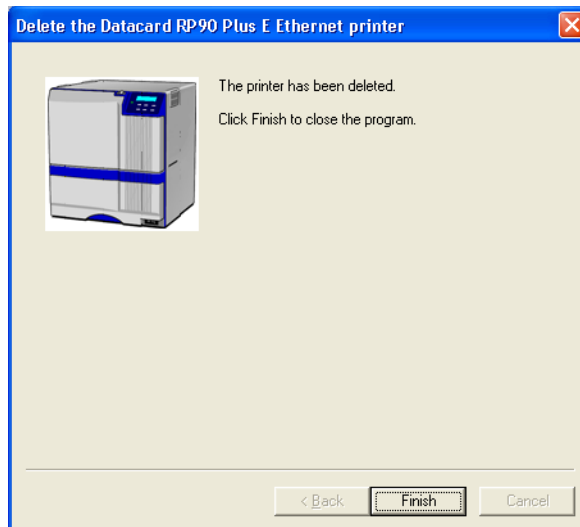 Delete the Datacard RP90 Plus E Ethernet printer
The printer has been deleted.
Click Finish to close the program.
< Back
Finish
Cancel